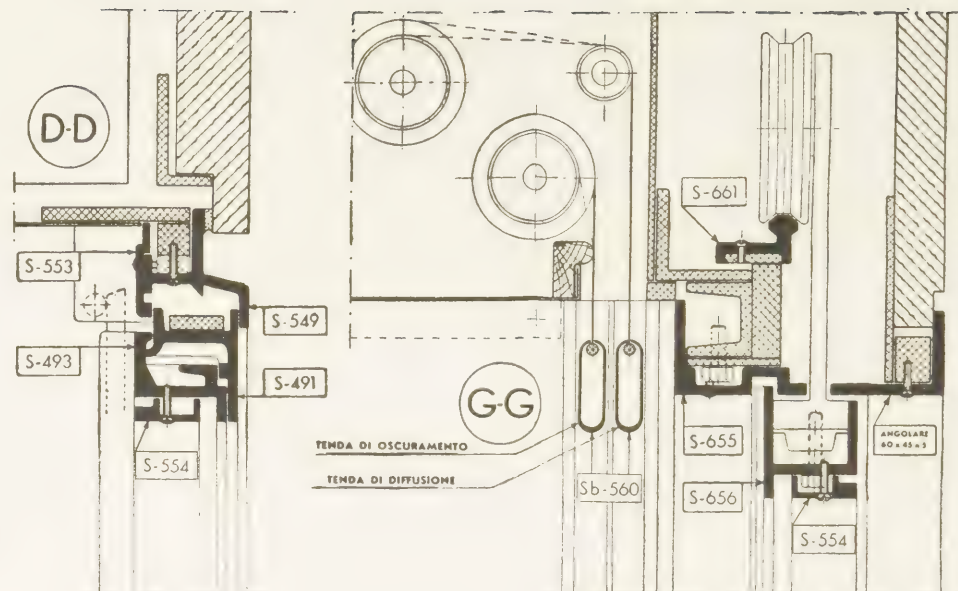 D-D
S-553
S-493
S-549
S-491
S-554
G-G
TENDA DI OSCURAMENTO
TENDA DI DIFFUSIONE
Sb-560
S-661
S-655
S-656
S-554
ANGOLARE
60 x 45 x 5